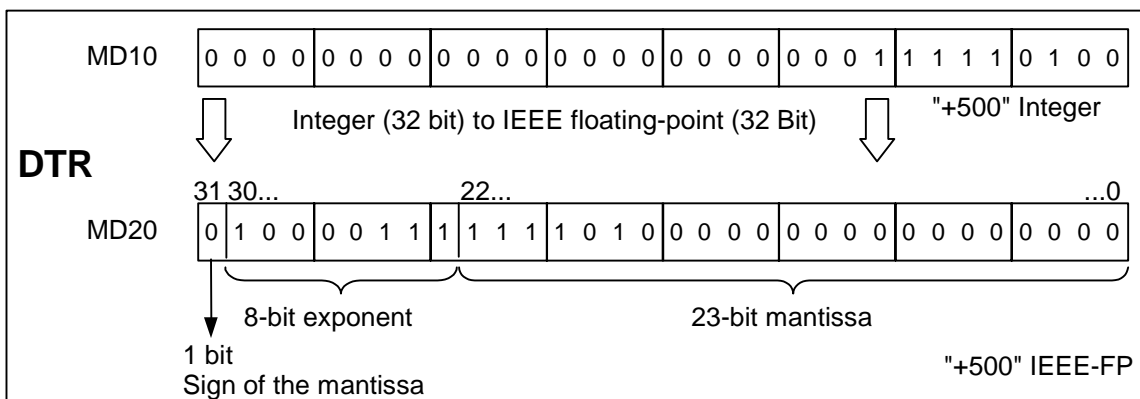 MD10 0 0 0 0 0 0 0 0 0 0 0 0 0 0 0 0 0 0 0 0 0 0 0 1 1 1 1 1 0 1 0 0
Integer (32 bit) to IEEE floating-point (32 Bit) "+500" Integer
DTR
31 30... 22... ...0
MD20 0 1 0 0 0 0 1 1 1 1 1 1 1 0 1 0 0 0 0 0 0 0 0 0 0 0 0 0 0 0 0 0
8-bit exponent 23-bit mantissa
1 bit
Sign of the mantissa
"+500" IEEE-FP